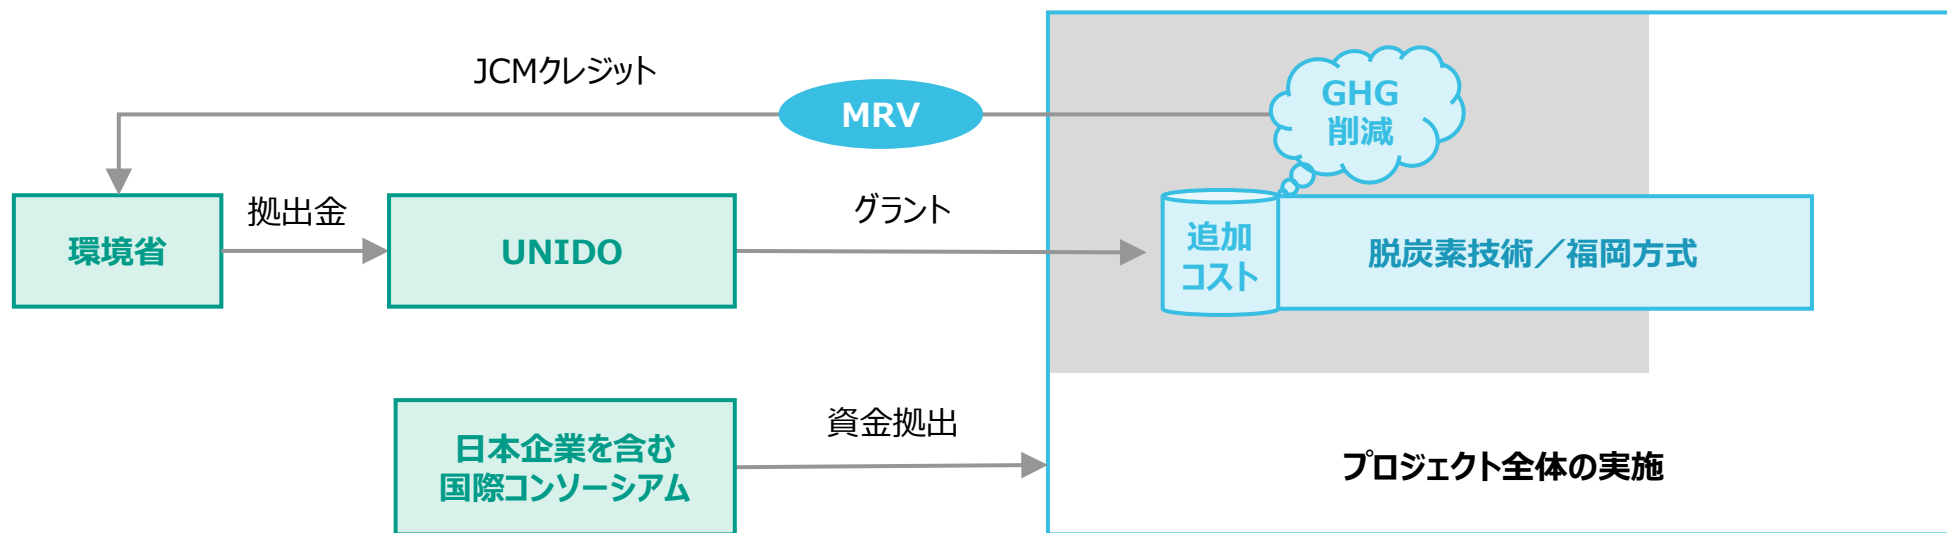 JCMクレジット
MRV
GHG
削減
環境省
拠出金
UNIDO
グラント
追加
コスト
脱炭素技術／福岡方式
日本企業を含む
国際コンソーシアム
資金拠出
プロジェクト全体の実施